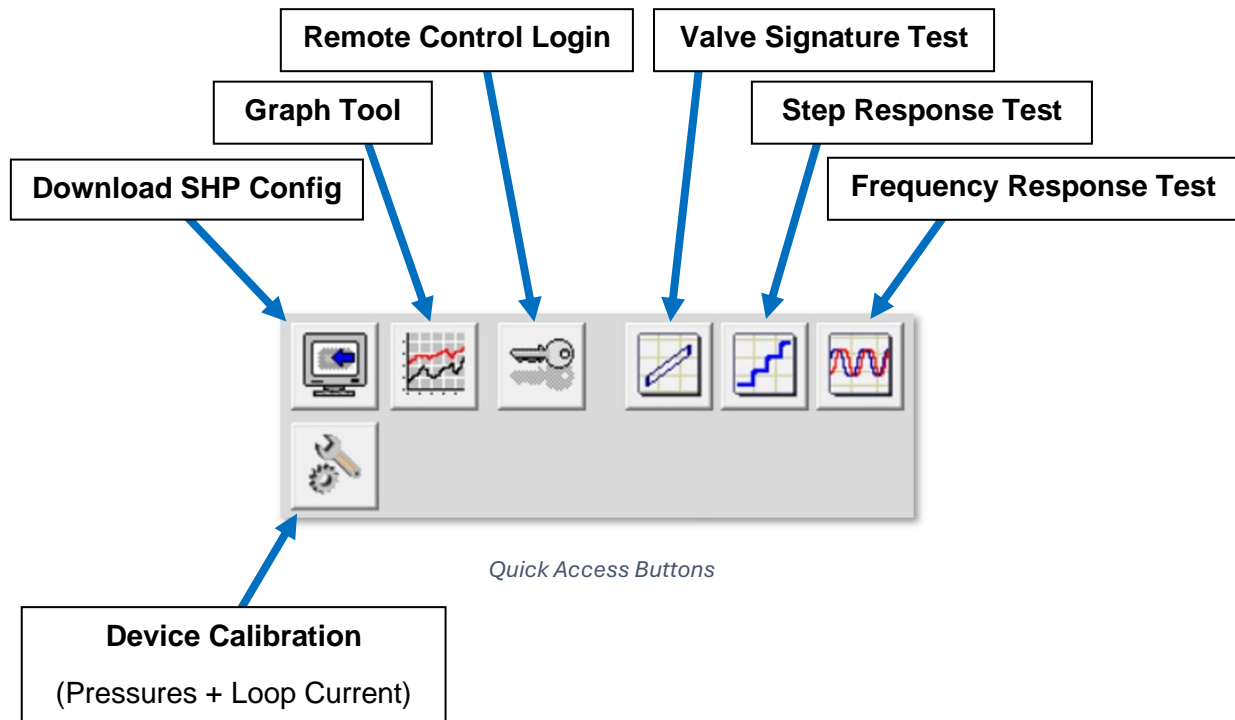 Remote Control Login
Valve Signature Test
Graph Tool
Step Response Test
Download SHP Config
Frequency Response Test
Quick Access Buttons
Device Calibration
(Pressures + Loop Current)